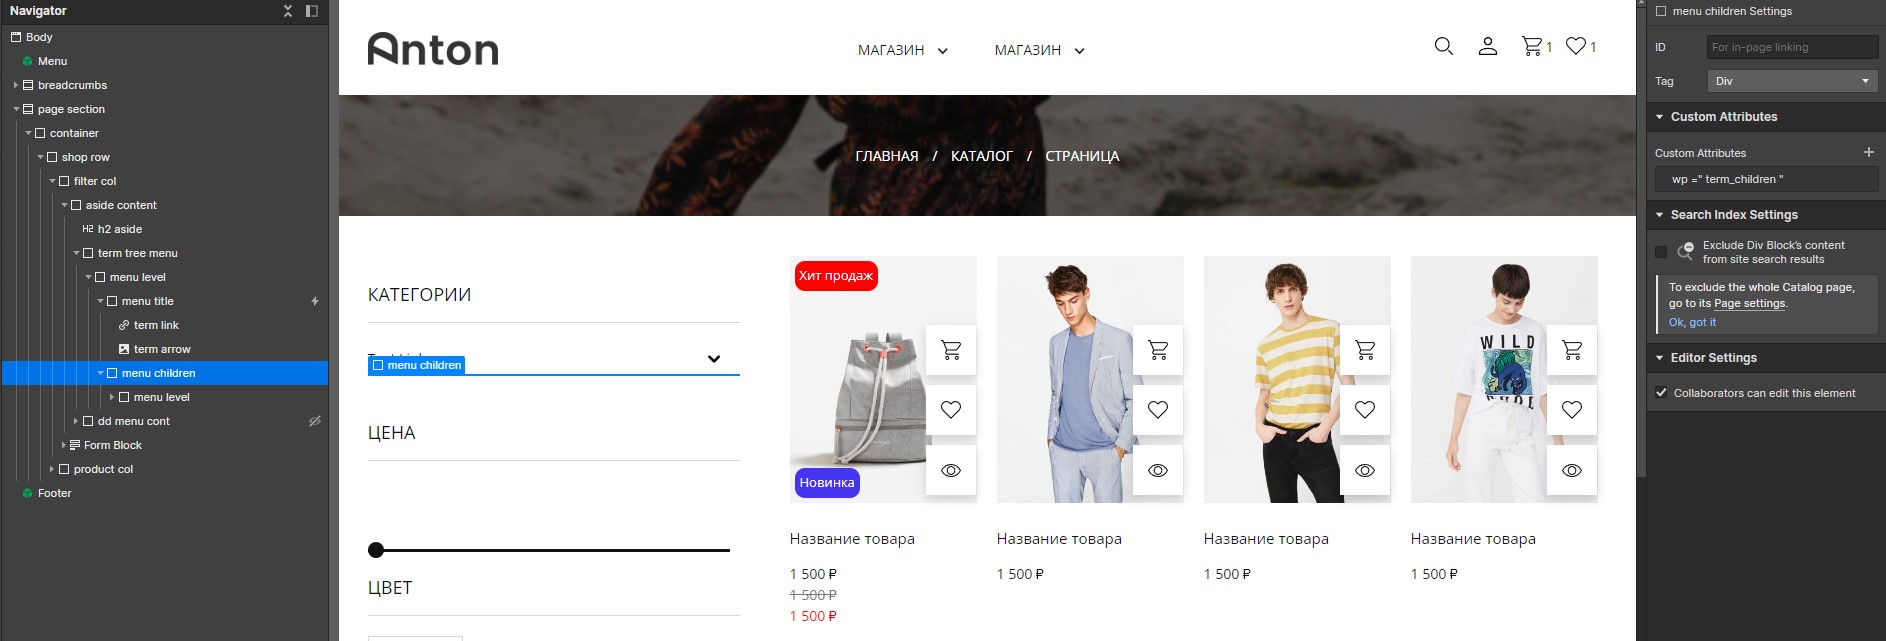 Navigator
Body
Menu
breadcrumbs
page section
container
shop row
filter col
aside content
H2 h2 aside
term tree menu
menu level
menu title
term link
term arrow
menu children
menu level
dd menu cont
Form Block
product col
Footer
Anton
МАГАЗИН
МАГАЗИН
1
1
ГЛАВНАЯ / КАТАЛОГ / СТРАНИЦА
КАТЕГОРИИ
menu children
ЦЕНА
ЦВЕТ
Хит продаж
Новинка
WILD
Название товара
1 500 ₽
1 500 ₽
1 500 ₽
Название товара
1 500 ₽
Название товара
1 500 ₽
Название товара
1 500 ₽
menu children Settings
ID
For in-page linking
Tag
Div
Custom Attributes
Custom Attributes
wp =" term_children "
Search Index Settings
Exclude Div Block's content
from site search results
To exclude the whole Catalog page,
go to its Page settings.
Ok, got it
Editor Settings
Collaborators can edit this element